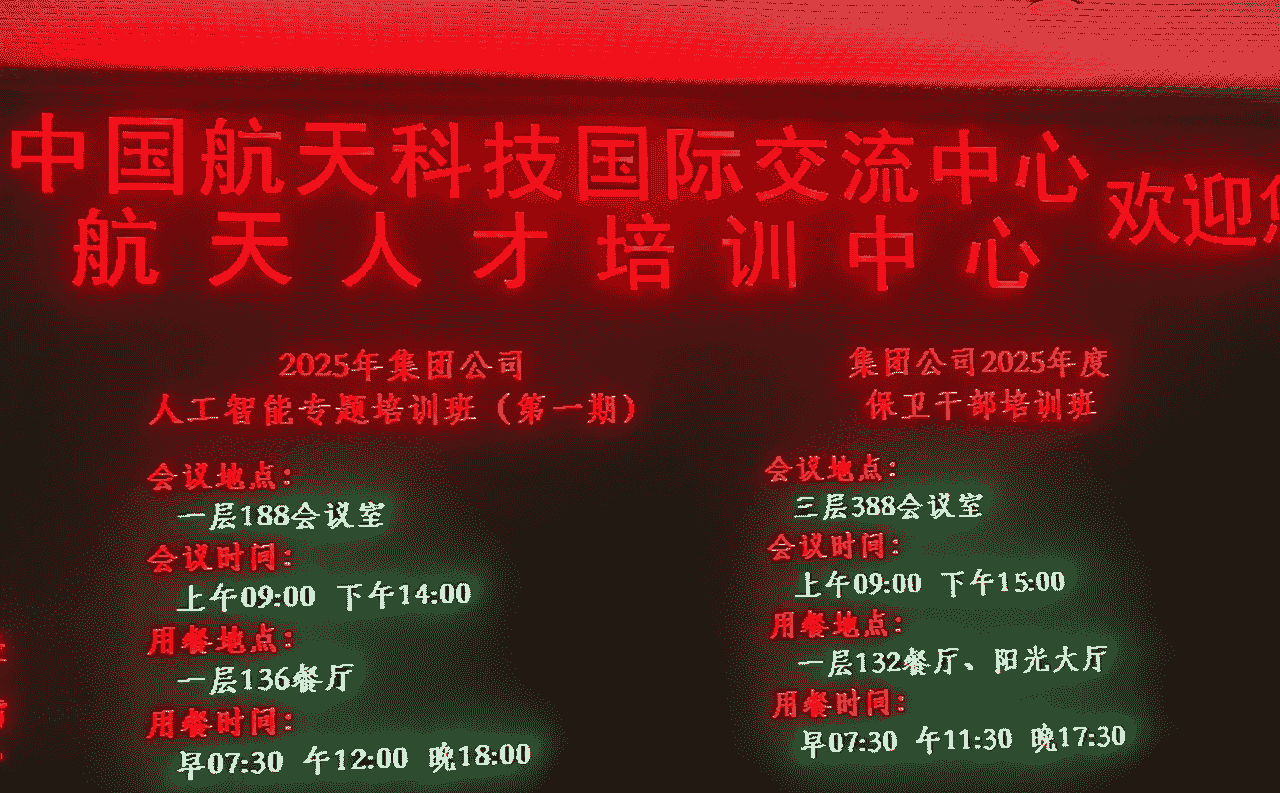 中国航天科技国际交流中心
航天人才培训中心
欢迎您
2025年集团公司
人工智能专题培训班（第一期）
会议地点：
一层188会议室
会议时间：
上午09:00 下午14:00
用餐地点：
一层136餐厅
用餐时间：
早07:30 午12:00 晚18:00
集团公司2025年度
保卫干部培训班
会议地点：
三层388会议室
会议时间：
上午09:00 下午15:00
用餐地点：
一层132餐厅、阳光大厅
用餐时间：
早07:30 午11:30 晚17:30